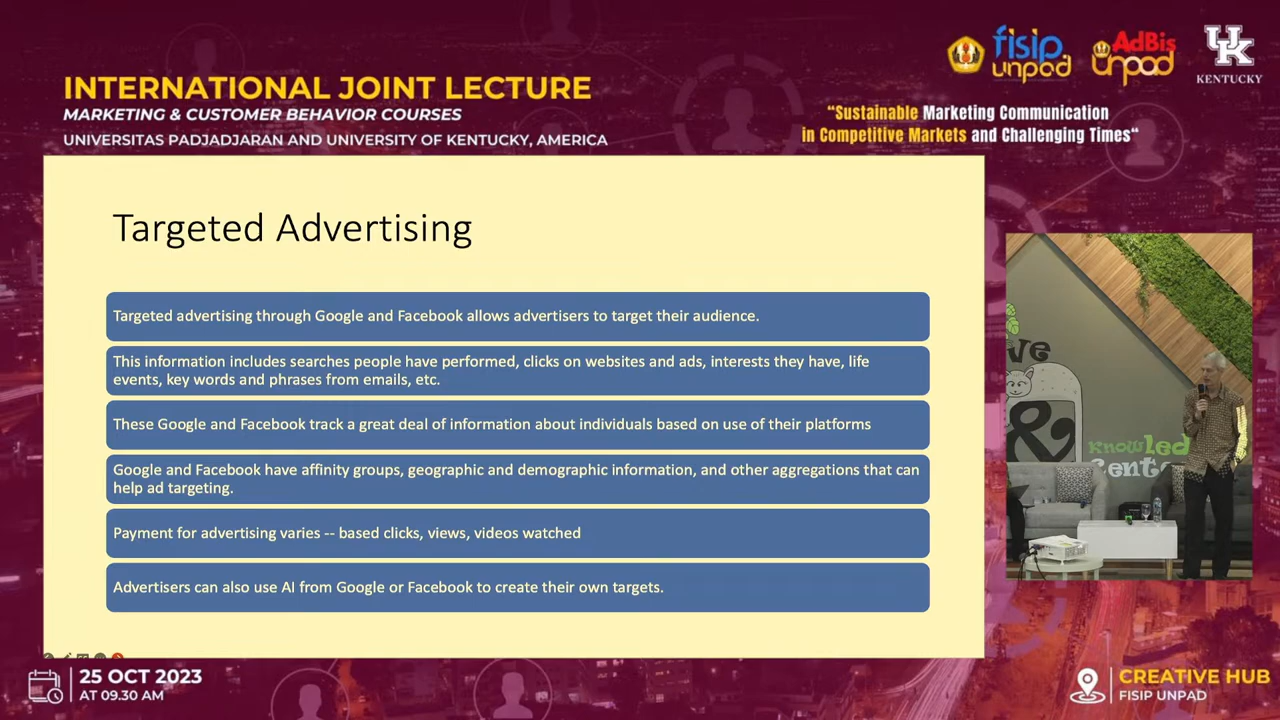 INTERNATIONAL JOINT LECTURE
MARKETING & CUSTOMER BEHAVIOR COURSES
UNIVERSITAS PADJADJARAN AND UNIVERSITY OF KENTUCKY, AMERICA
fisip
unpad
AdBis
unpad
UK
KENTUCKY
“Sustainable Marketing Communication
in Competitive Markets and Challenging Times“
Targeted Advertising
Targeted advertising through Google and Facebook allows advertisers to target their audience.
This information includes searches people have performed, clicks on websites and ads, interests they have, life
events, key words and phrases from emails, etc.
These Google and Facebook track a great deal of information about individuals based on use of their platforms
Google and Facebook have affinity groups, geographic and demographic information, and other aggregations that can
help ad targeting.
Payment for advertising varies -- based clicks, views, videos watched
Advertisers can also use AI from Google or Facebook to create their own targets.
&
25 OCT 2023
AT 09.30 AM
CREATIVE HUB
FISIP UNPAD